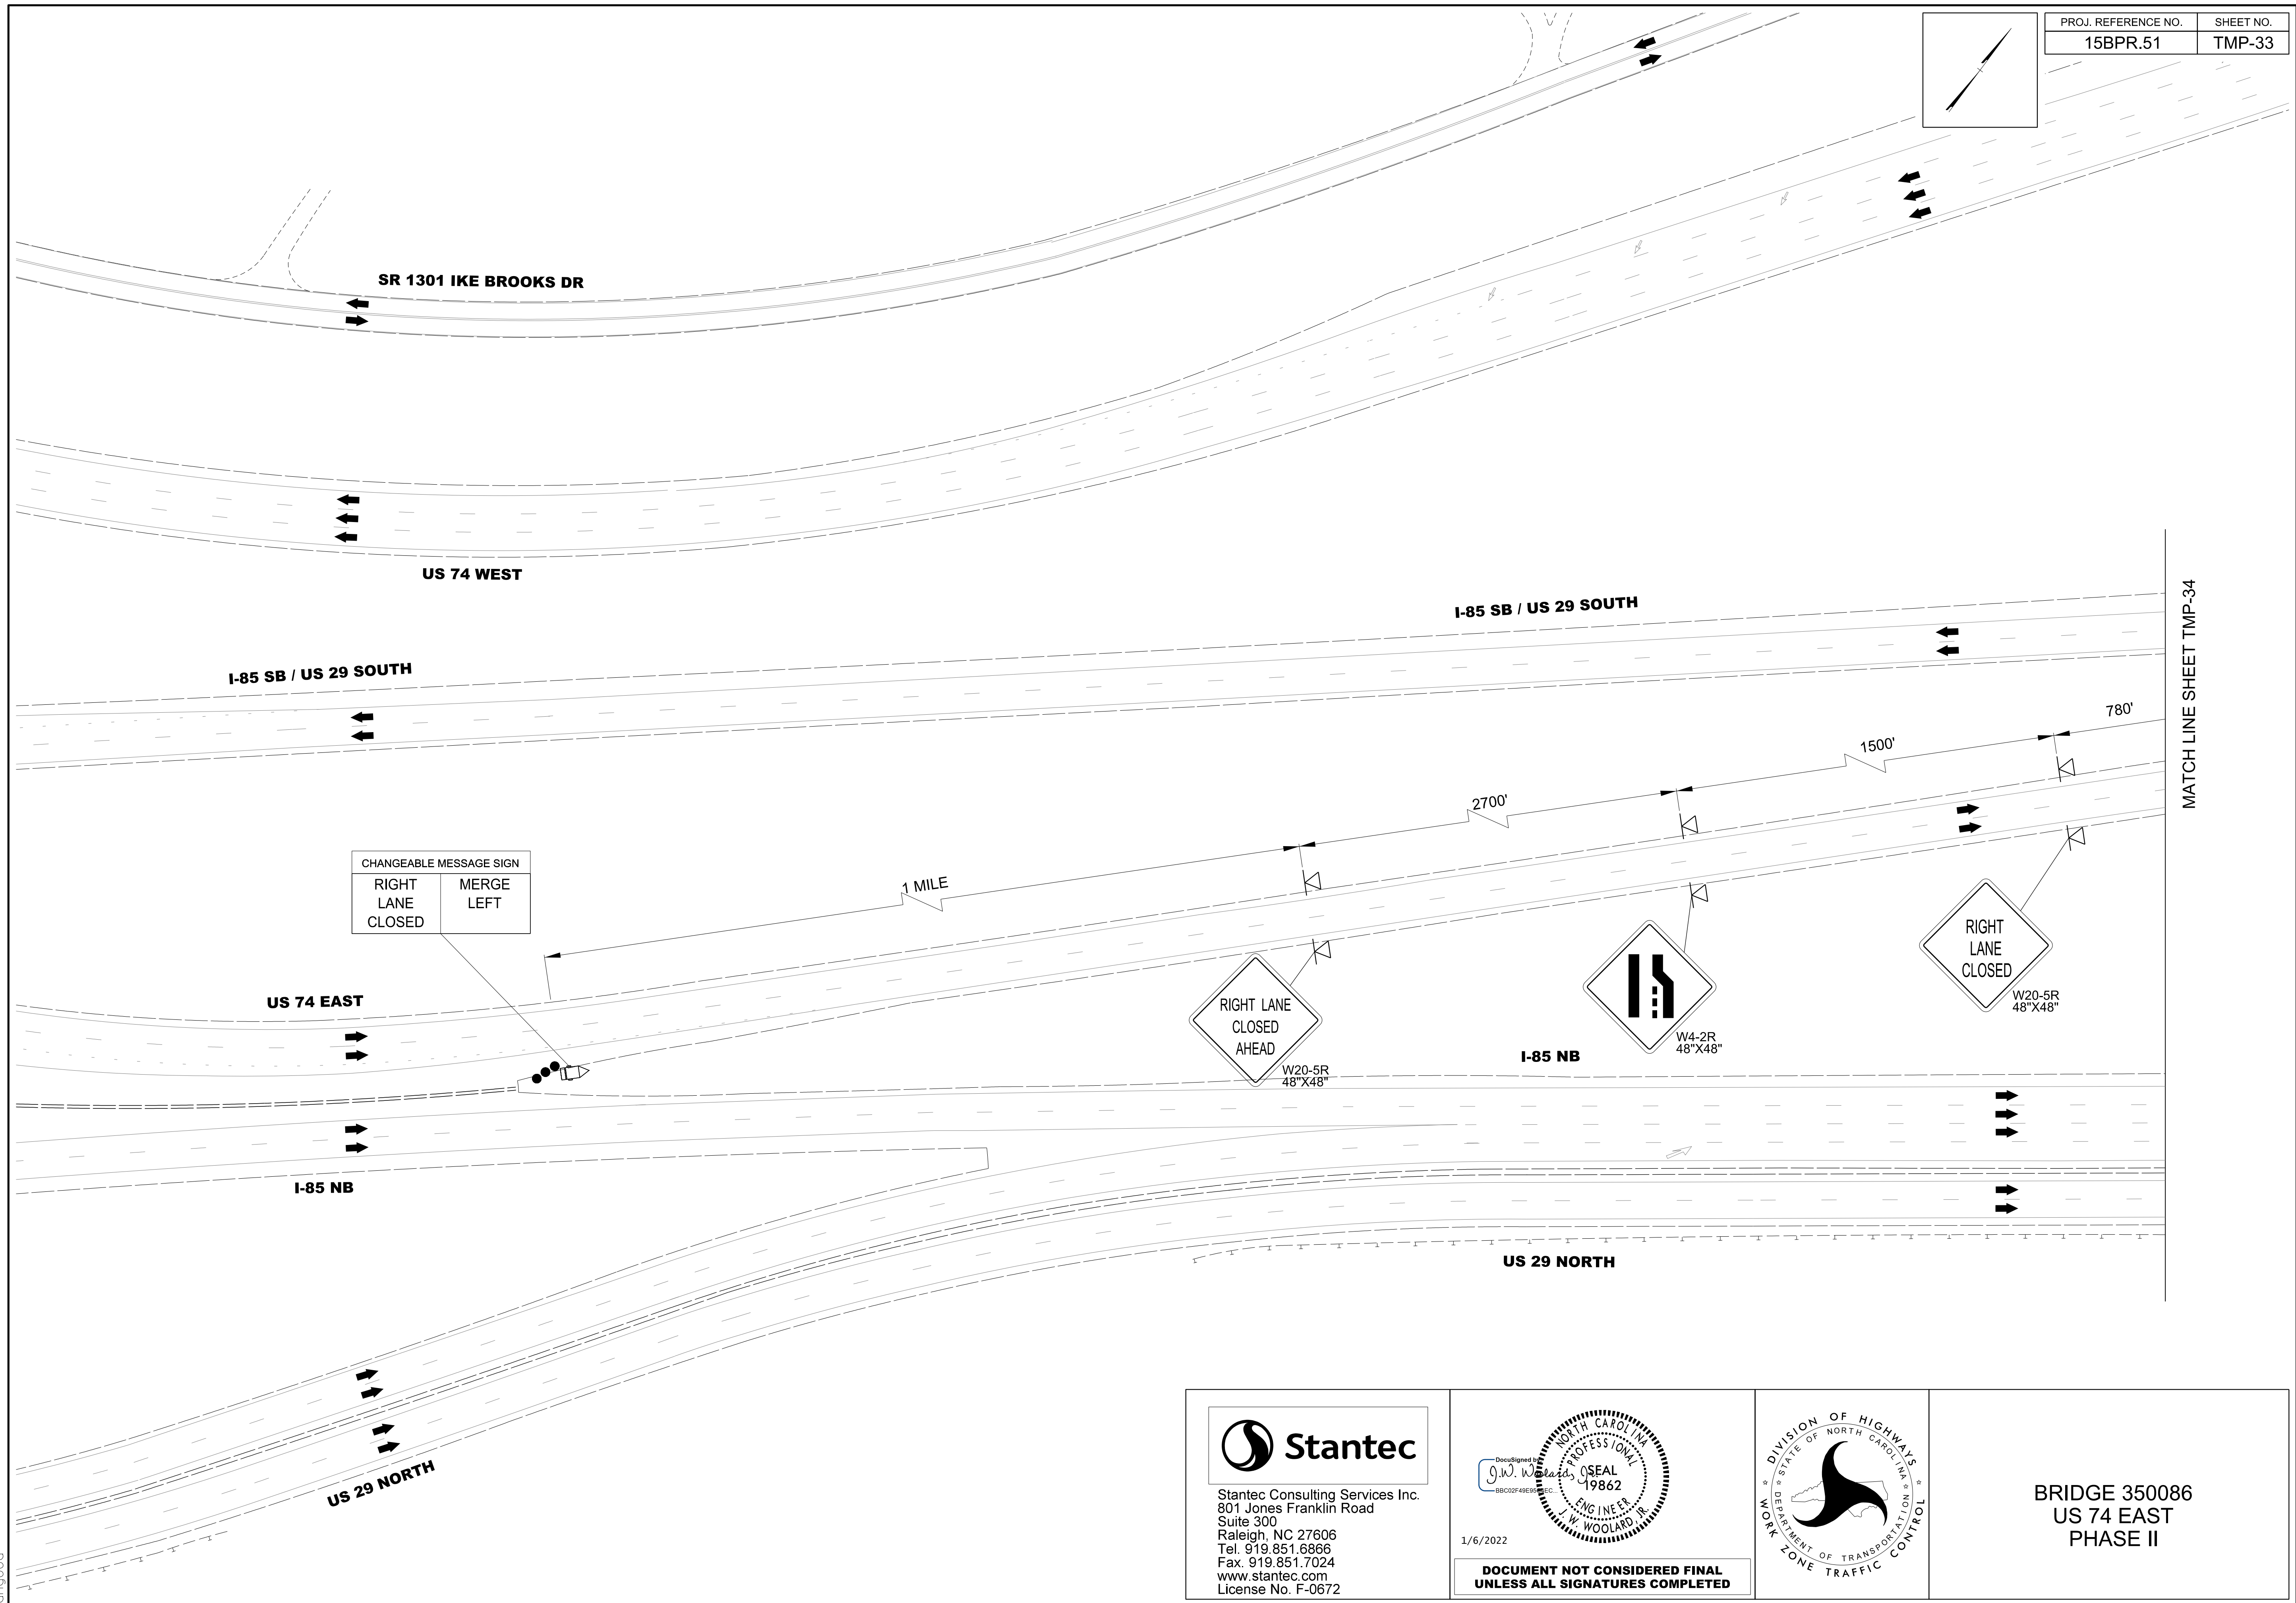 PROJ. REFERENCE NO.
SHEET NO.
15BPR.51
TMP-33
SR 1301 IKE BROOKS DR
US 74 WEST
I-85 SB / US 29 SOUTH
I-85 SB / US 29 SOUTH
MATCH LINE SHEET TMP-34
780'
1500'
2700'
1 MILE
CHANGEABLE MESSAGE SIGN
RIGHT
LANE
CLOSED
MERGE
LEFT
US 74 EAST
RIGHT LANE
CLOSED
AHEAD
W20-5R
48"X48"
W4-2R
48"X48"
RIGHT
LANE
CLOSED
W20-5R
48"X48"
I-85 NB
I-85 NB
US 29 NORTH
US 29 NORTH
Stantec
Stantec Consulting Services Inc.
801 Jones Franklin Road
Suite 300
Raleigh, NC 27606
Tel. 919.851.6866
Fax. 919.851.7024
www.stantec.com
License No. F-0672
DocuSigned by
J.W. Woolard, Jr.
NORTH CAROLINA
PROFESSIONAL
SEAL
19862
ENGINEER
J. W. WOOLARD, JR.
1/6/2022
DOCUMENT NOT CONSIDERED FINAL
UNLESS ALL SIGNATURES COMPLETED
DIVISION OF HIGHWAYS
STATE OF NORTH CAROLINA
DEPARTMENT OF TRANSPORTATION
WORK ZONE TRAFFIC CONTROL
BRIDGE 350086
US 74 EAST
PHASE II